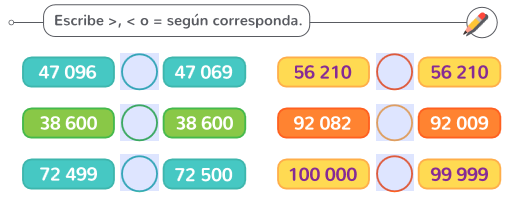 Escribe >, < o = según corresponda.
47 096 47 069 56 210 56 210
38 600 38 600 92 082 92 009
72 499 72 500 100 000 99 999